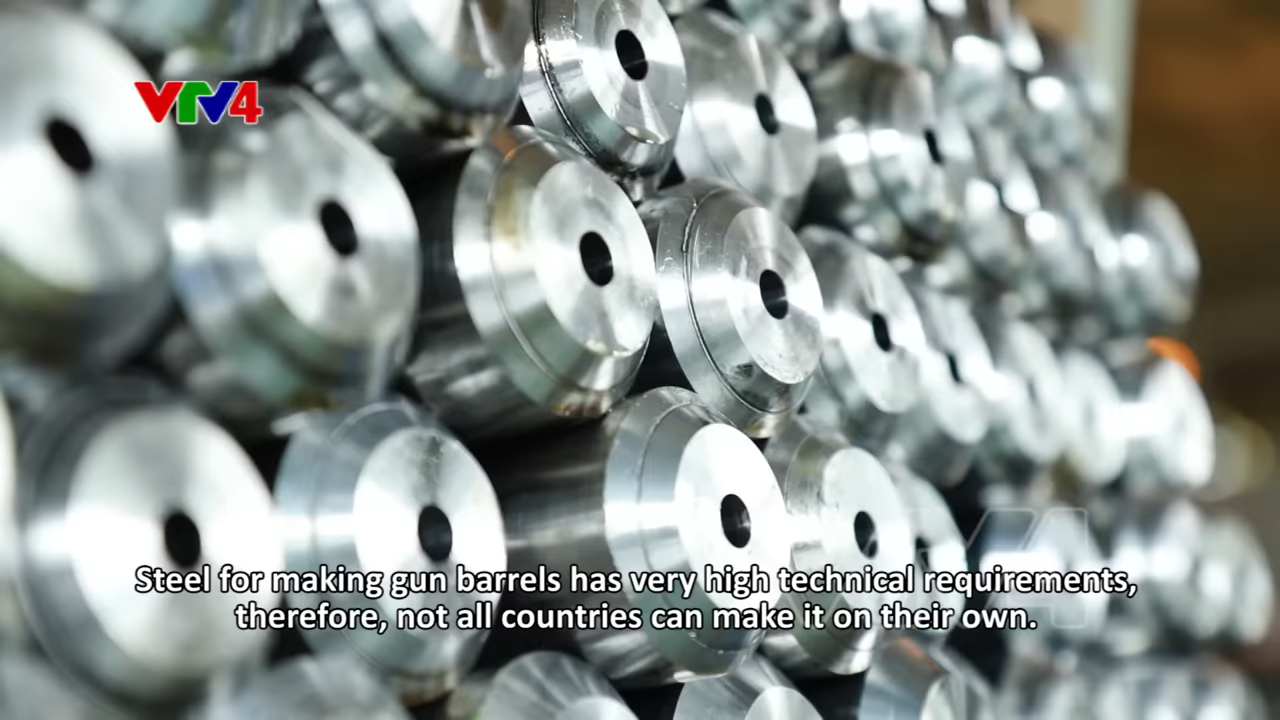 VTV4
Steel for making gun barrels has very high technical requirements,
therefore, not all countries can make it on their own.